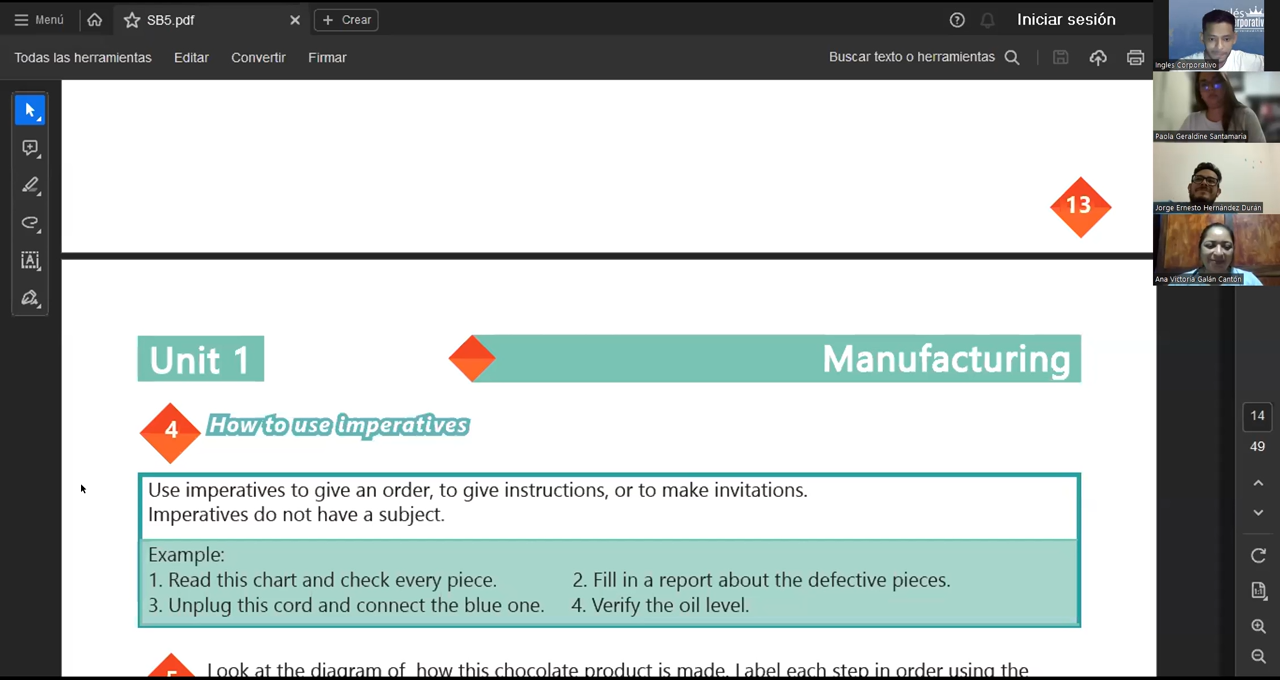 Menú
SB5.pdf
Crear
Iniciar sesión
Todas las herramientas
Editar
Convertir
Firmar
Buscar texto o herramientas
Ingles Corporativo
Paola Geraldine Santamaria
Jorge Ernesto Hernández Durán
Ana Victoria Galán Cantón
13
Unit 1
Manufacturing
4 How to use imperatives
Use imperatives to give an order, to give instructions, or to make invitations.
Imperatives do not have a subject.
Example:
1. Read this chart and check every piece. 2. Fill in a report about the defective pieces.
3. Unplug this cord and connect the blue one. 4. Verify the oil level.
Look at the diagram of how this chocolate product is made. Label each step in order using the
14
49